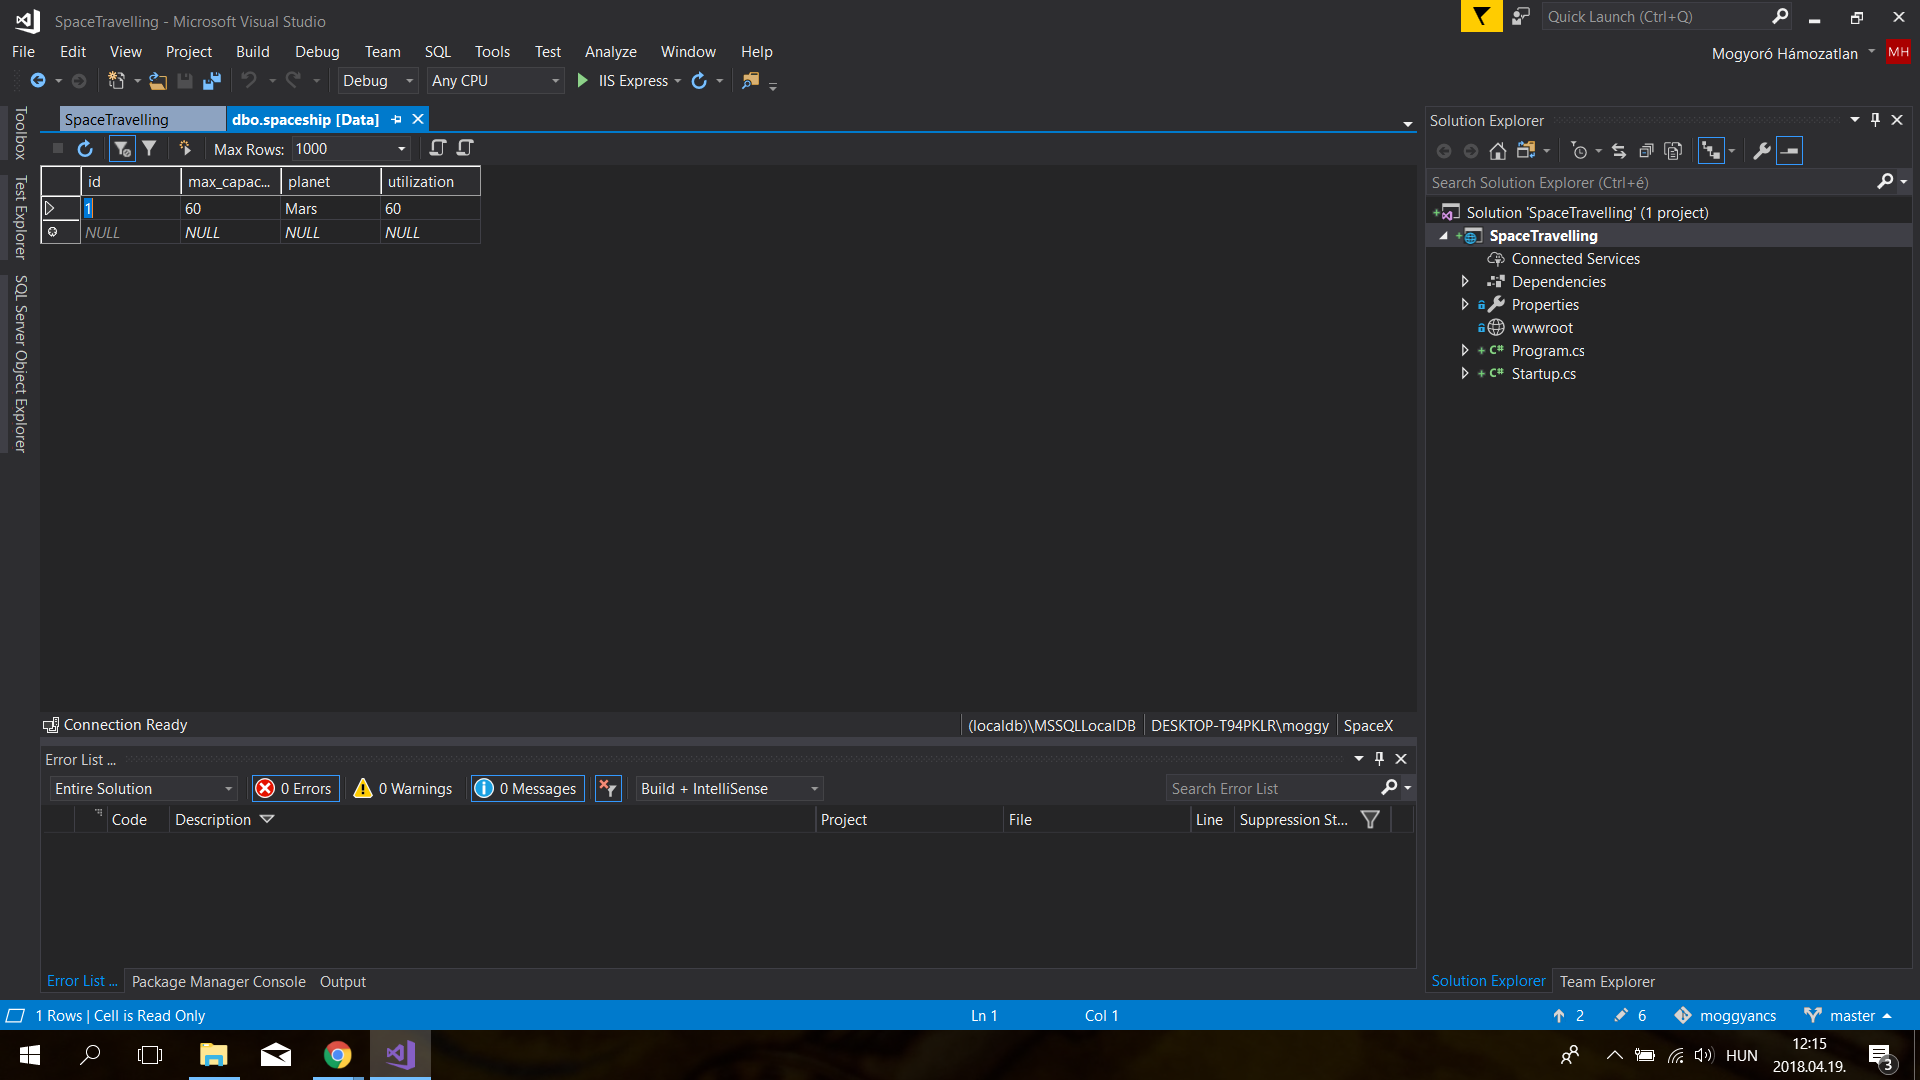 SpaceTravelling - Microsoft Visual Studio
Quick Launch (Ctrl+Q)
File Edit View Project Build Debug Team SQL Tools Test Analyze Window Help
Mogyoró Hámozatlan MH
Debug Any CPU IIS Express
Toolbox
Test Explorer
SQL Server Object Explorer
SpaceTravelling dbo.spaceship [Data]
Max Rows: 1000
id max_capac... planet utilization
1 60 Mars 60
NULL NULL NULL NULL
Connection Ready
(localdb)\MSSQLLocalDB DESKTOP-T94PKLR\moggy SpaceX
Error List ...
Entire Solution 0 Errors 0 Warnings 0 Messages Build + IntelliSense Search Error List
Code Description Project File Line Suppression St...
Error List ... Package Manager Console Output
Solution Explorer
Search Solution Explorer (Ctrl+é)
Solution 'SpaceTravelling' (1 project)
SpaceTravelling
Connected Services
Dependencies
Properties
wwwroot
C# Program.cs
C# Startup.cs
Solution Explorer Team Explorer
1 Rows | Cell is Read Only Ln 1 Col 1 2 6 moggyancs master
HUN
12:15
2018.04.19.
3